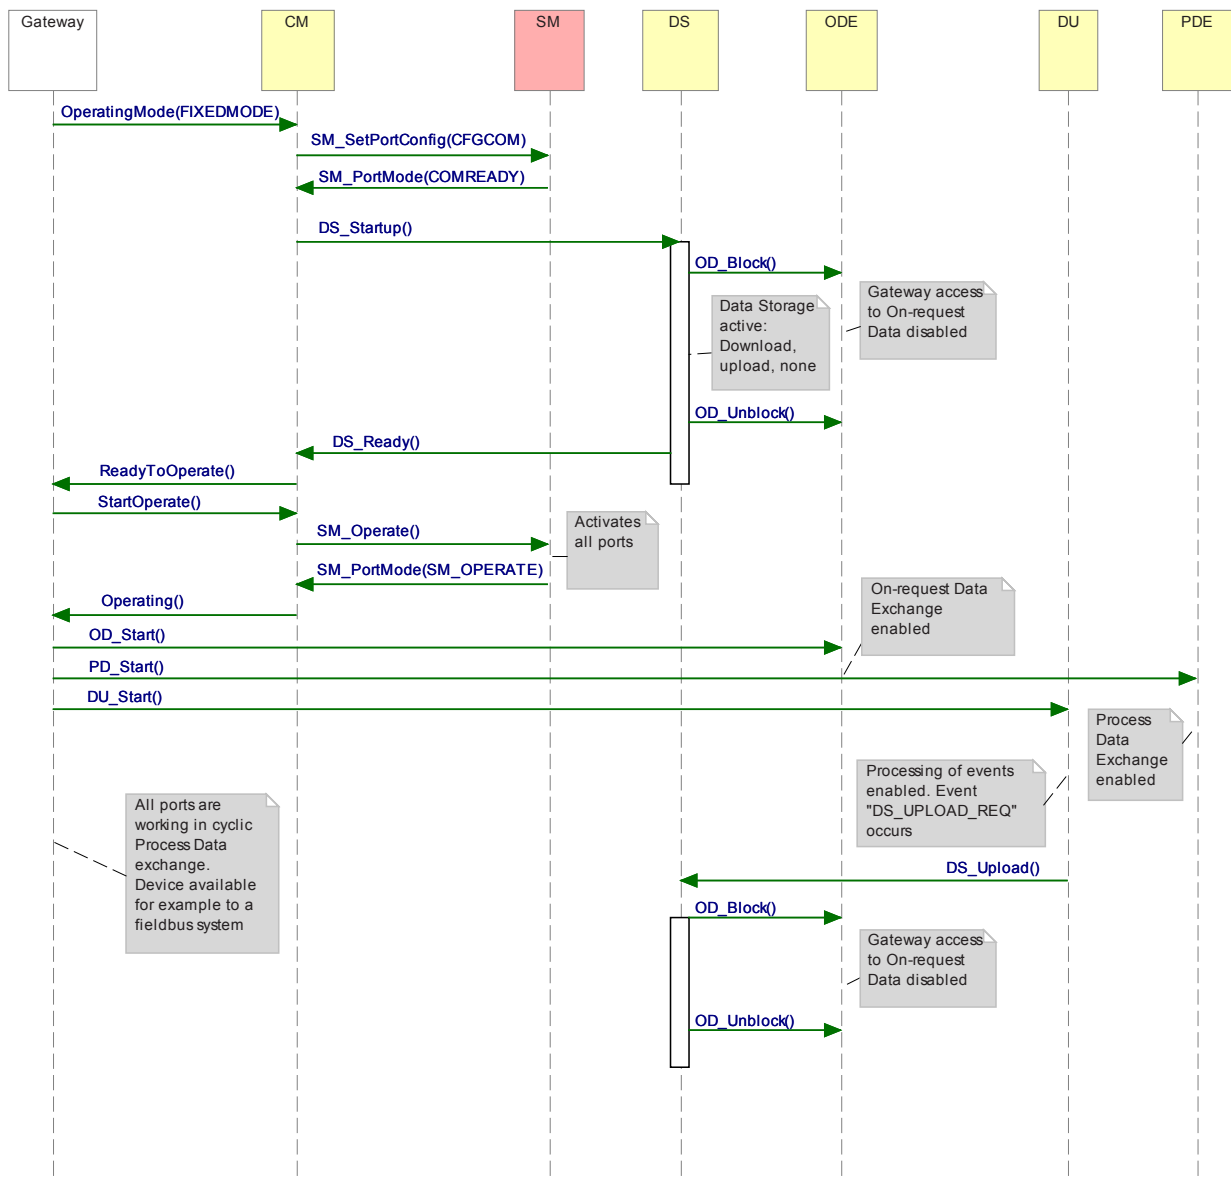 Gateway
CM
SM
DS
ODE
DU
PDE
OperatingMode(FIXEDMODE)
SM_SetPortConfig(CFGCOM)
SM_PortMode(COMREADY)
DS_Startup()
OD_Block()
Gateway access
to On-request
Data disabled
Data Storage
active:
Download,
upload, none
OD_Unblock()
DS_Ready()
ReadyToOperate()
StartOperate()
Activates
all ports
SM_Operate()
SM_PortMode(SM_OPERATE)
On-request Data
Exchange
enabled
Operating()
OD_Start()
PD_Start()
DU_Start()
Process
Data
Exchange
enabled
Processing of events
enabled. Event
"DS_UPLOAD_REQ"
occurs
All ports are
working in cyclic
Process Data
exchange.
Device available
for example to a
fieldbus system
DS_Upload()
OD_Block()
Gateway access
to On-request
Data disabled
OD_Unblock()